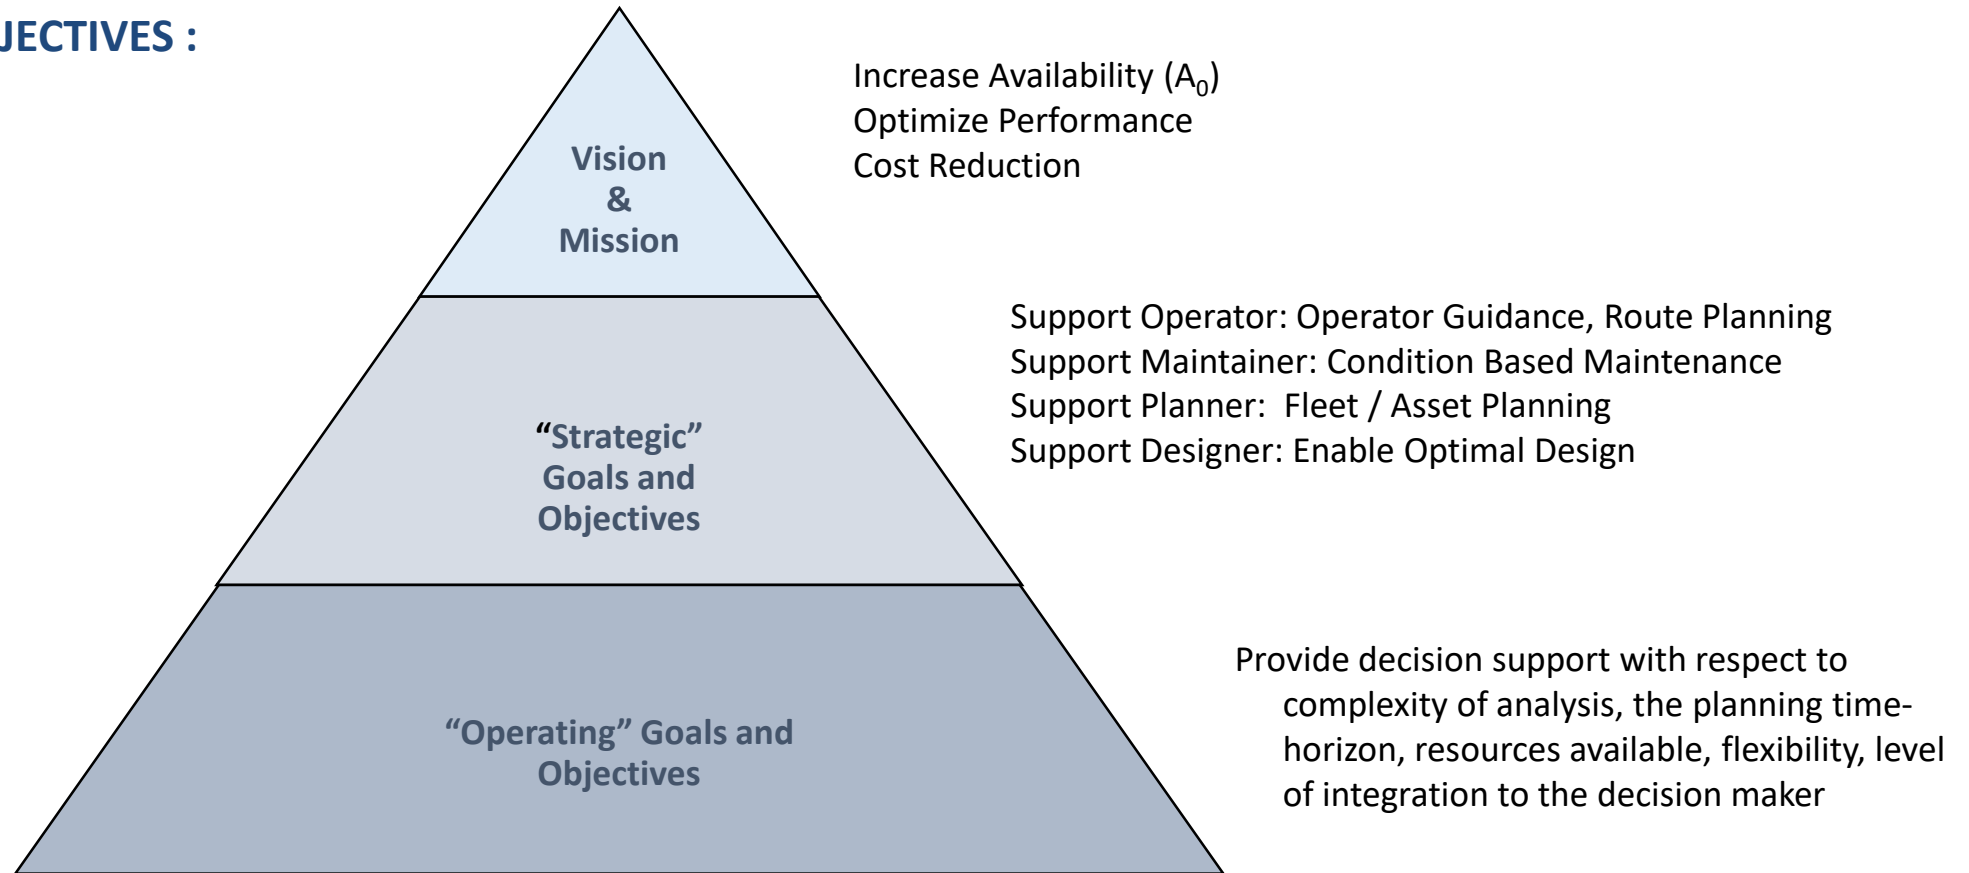 JECTIVES :
Increase Availability (A₀)
Optimize Performance
Cost Reduction
Vision
&
Mission
Support Operator: Operator Guidance, Route Planning
Support Maintainer: Condition Based Maintenance
Support Planner:  Fleet / Asset Planning
Support Designer: Enable Optimal Design
“Strategic”
Goals and
Objectives
Provide decision support with respect to
complexity of analysis, the planning time-
horizon, resources available, flexibility, level
of integration to the decision maker
“Operating” Goals and
Objectives